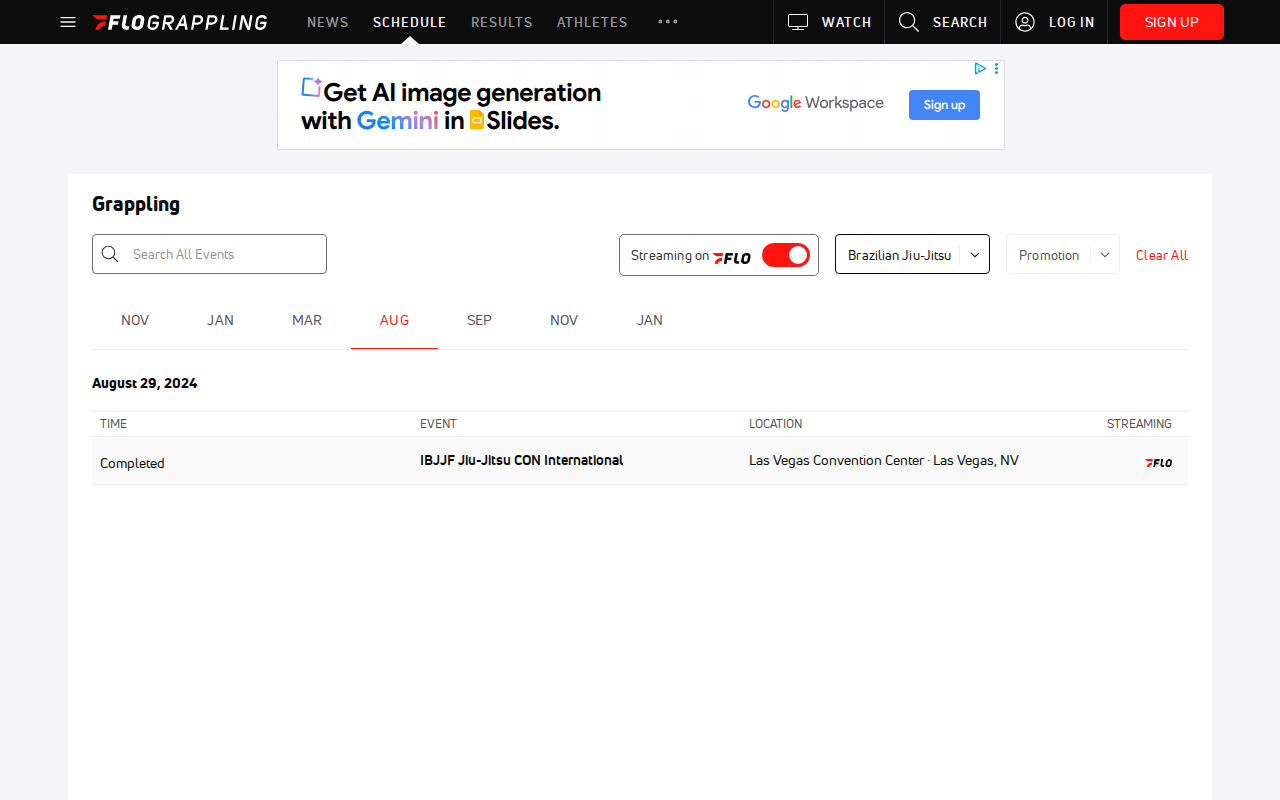 FLOGRAPPLING NEWS SCHEDULE RESULTS ATHLETES ••• WATCH SEARCH LOG IN SIGN UP
Get AI image generation
with Gemini in Slides.
Google Workspace
Sign up
Grappling
Search All Events
Streaming on FLO
Brazilian Jiu-Jitsu
Promotion
Clear All
NOV JAN MAR AUG SEP NOV JAN
August 29, 2024
TIME EVENT LOCATION STREAMING
Completed IBJJF Jiu-Jitsu CON International Las Vegas Convention Center · Las Vegas, NV FLO